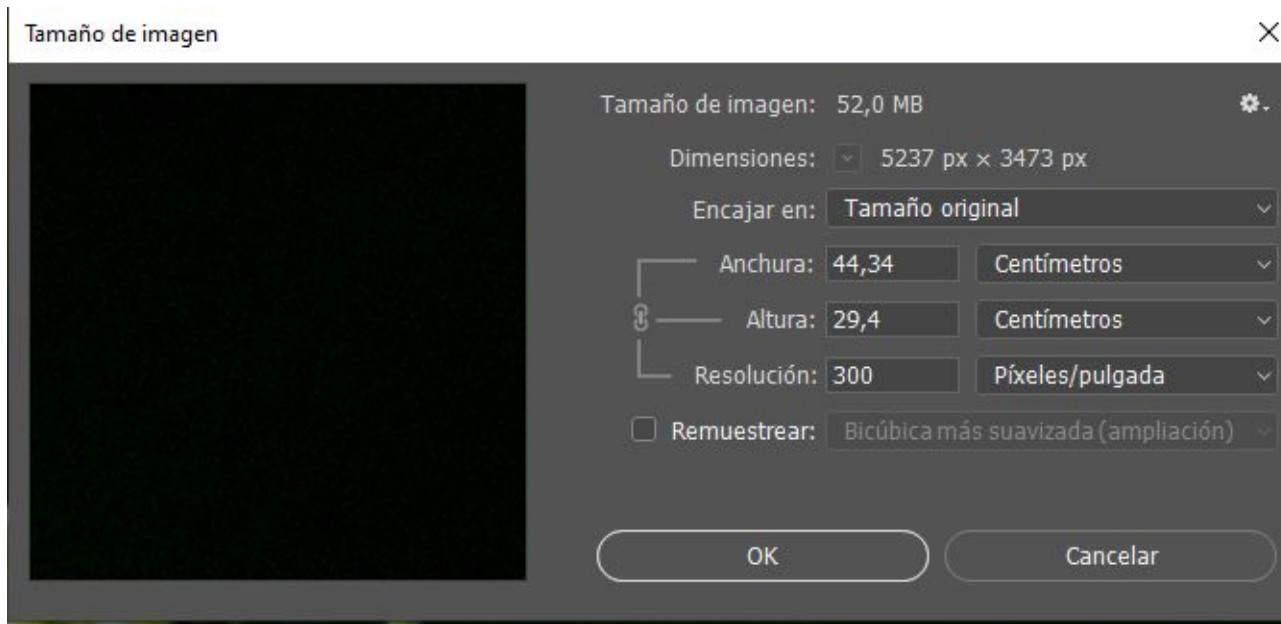 Tamaño de imagen
Tamaño de imagen: 52,0 MB
Dimensiones: 5237 px × 3473 px
Encajar en: Tamaño original
Anchura: 44,34 Centímetros
Altura: 29,4 Centímetros
Resolución: 300 Píxeles/pulgada
Remuestrear: Bicúbica más suavizada (ampliación)
OK Cancelar